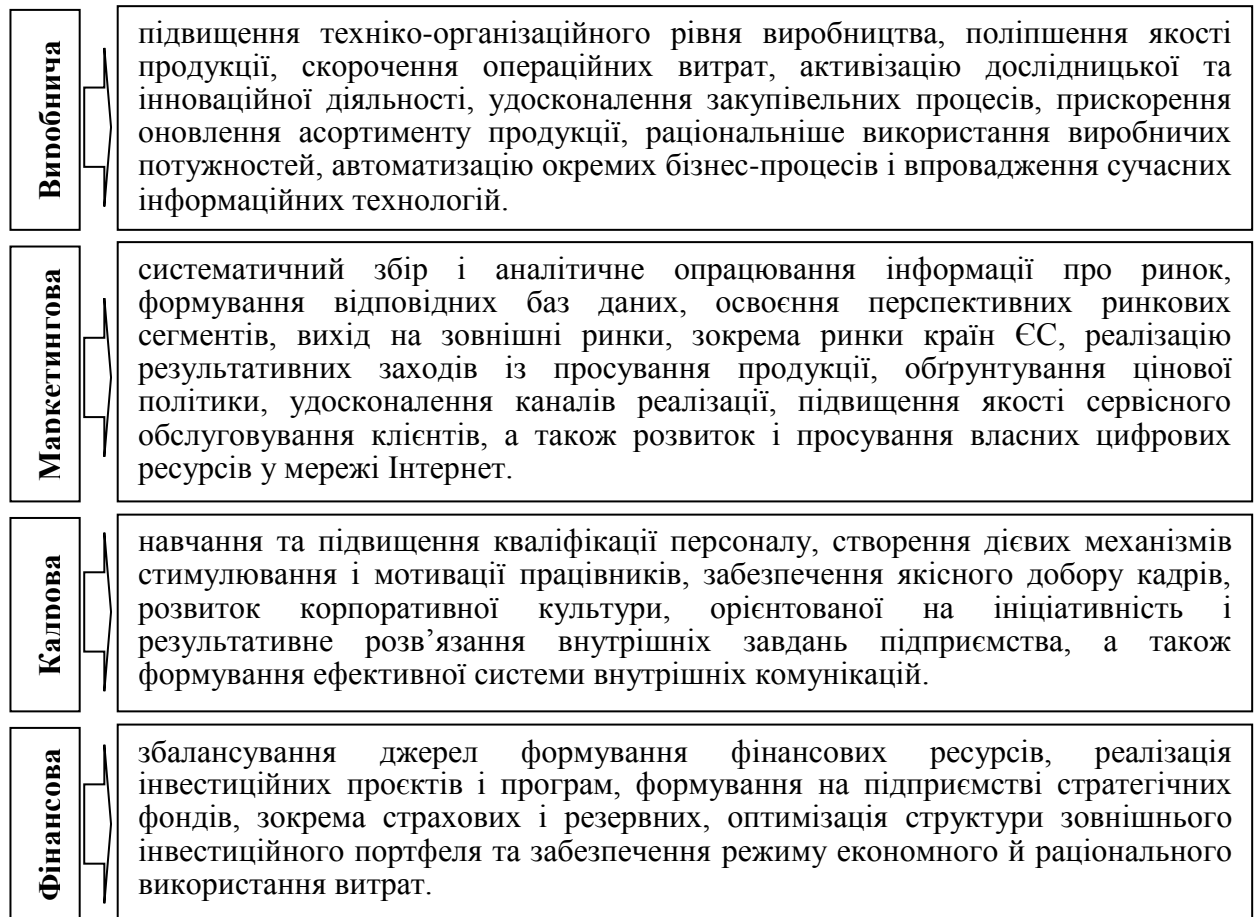 Виробнича
підвищення техніко-організаційного рівня виробництва, поліпшення якості
продукції, скорочення операційних витрат, активізацію дослідницької та
інноваційної діяльності, удосконалення закупівельних процесів, прискорення
оновлення асортименту продукції, раціональніше використання виробничих
потужностей, автоматизацію окремих бізнес-процесів і впровадження сучасних
інформаційних технологій.
Маркетингова
систематичний збір і аналітичне опрацювання інформації про ринок,
формування відповідних баз даних, освоєння перспективних ринкових
сегментів, вихід на зовнішні ринки, зокрема ринки країн ЄС, реалізацію
результативних заходів із просування продукції, обґрунтування цінової
політики, удосконалення каналів реалізації, підвищення якості сервісного
обслуговування клієнтів, а також розвиток і просування власних цифрових
ресурсів у мережі Інтернет.
Кадрова
навчання та підвищення кваліфікації персоналу, створення дієвих механізмів
стимулювання і мотивації працівників, забезпечення якісного добору кадрів,
розвиток корпоративної культури, орієнтованої на ініціативність і
результативне розв’язання внутрішніх завдань підприємства, а також
формування ефективної системи внутрішніх комунікацій.
Фінансова
збалансування джерел формування фінансових ресурсів, реалізація
інвестиційних проєктів і програм, формування на підприємстві стратегічних
фондів, зокрема страхових і резервних, оптимізація структури зовнішнього
інвестиційного портфеля та забезпечення режиму економного й раціонального
використання витрат.